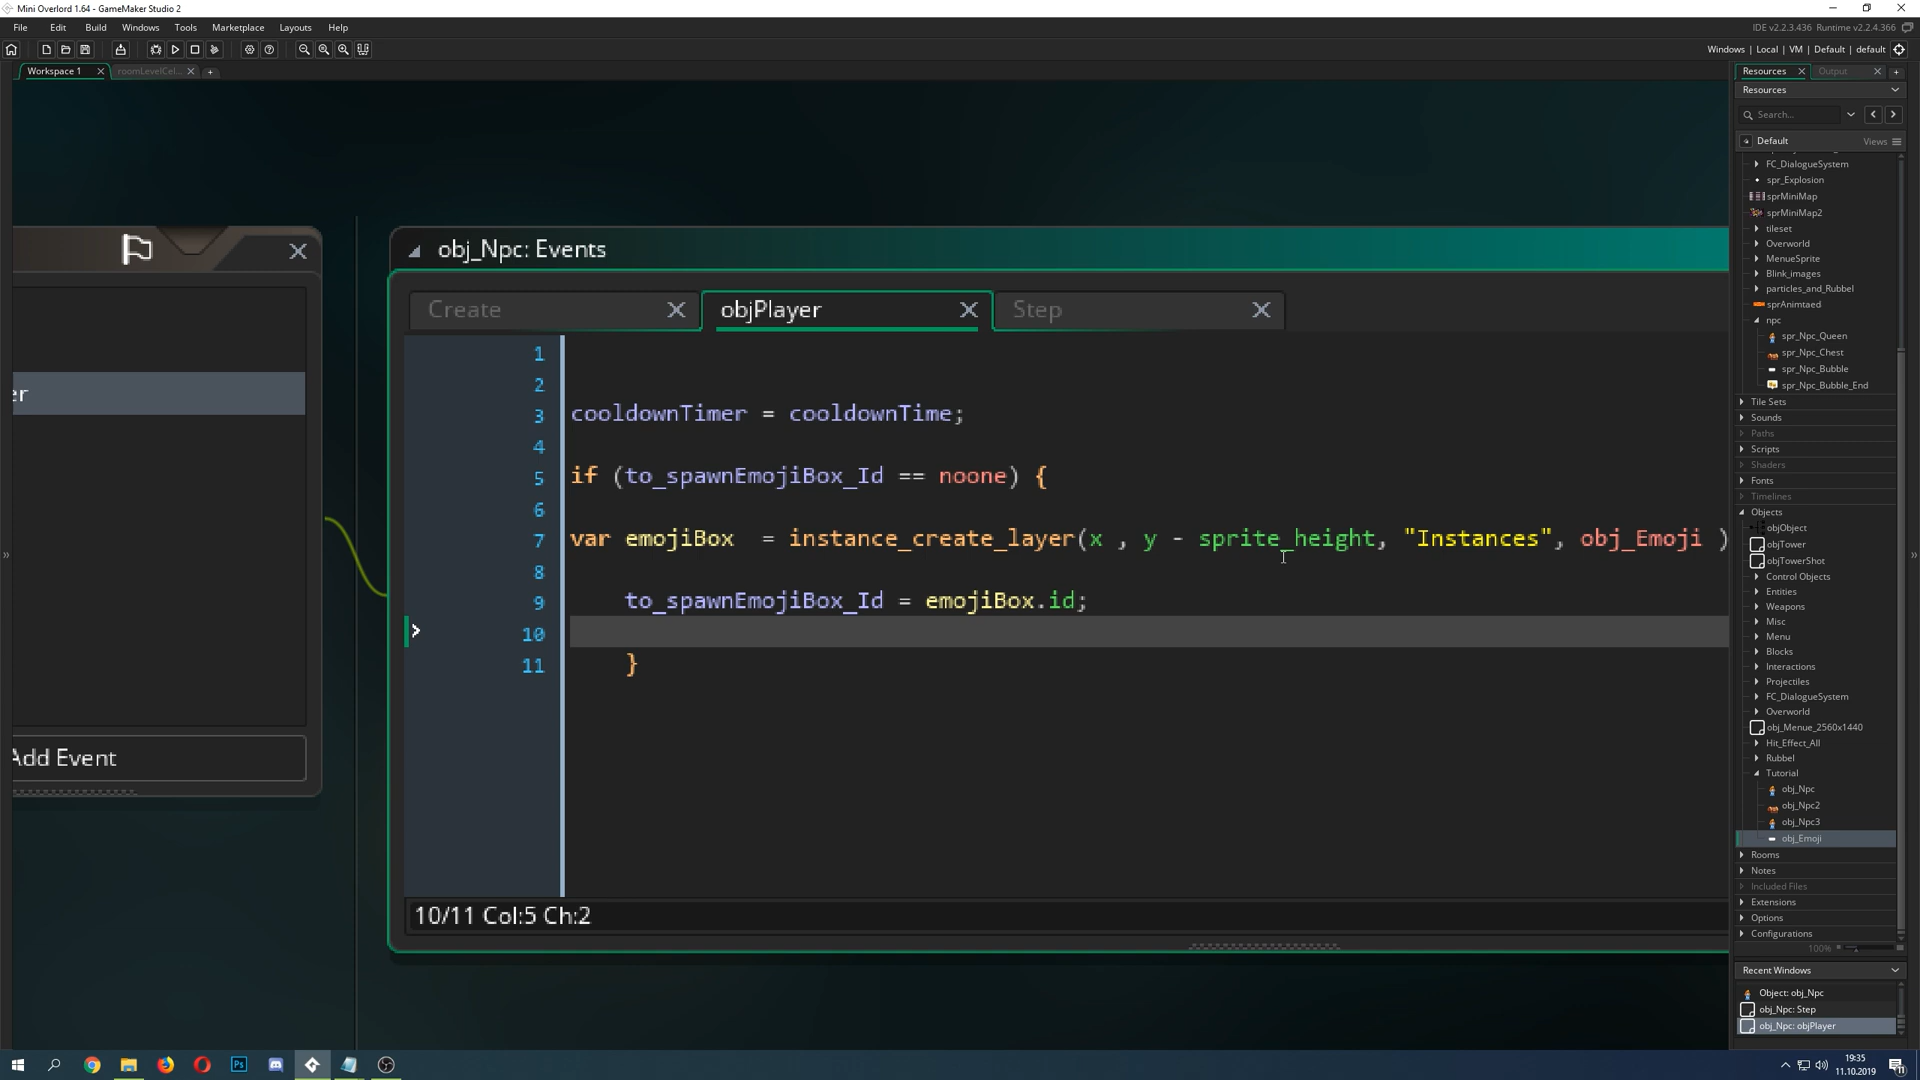 Mini Overlord 1.64 - GameMaker Studio 2
File Edit Build Windows Tools Marketplace Layouts Help
IDE v2.2.3.436 Runtime v2.2.4.366
Windows | Local | VM | Default | default
Workspace 1
roomLevelCel...
Resources
Output
Resources
Search...
Default
Views
FC_DialogueSystem
spr_Explosion
sprMiniMap
sprMiniMap2
tileset
Overworld
MenueSprite
Blink_images
particles_and_Rubbel
sprAnimtaed
npc
spr_Npc_Queen
spr_Npc_Chest
spr_Npc_Bubble
spr_Npc_Bubble_End
Tile Sets
Sounds
Paths
Scripts
Shaders
Fonts
Timelines
Objects
objObject
objTower
objTowerShot
Control Objects
Entities
Weapons
Misc
Menu
Blocks
Interactions
Projectiles
FC_DialogueSystem
Overworld
obj_Menue_2560x1440
Hit_Effect_All
Rubbel
Tutorial
obj_Npc
obj_Npc2
obj_Npc3
obj_Emoji
Rooms
Notes
Included Files
Extensions
Options
Configurations
100%
Recent Windows
Object: obj_Npc
obj_Npc: Step
obj_Npc: objPlayer
er
Add Event
obj_Npc: Events
Create
objPlayer
Step
1
2
3 cooldownTimer = cooldownTime;
4
5 if (to_spawnEmojiBox_Id == noone) {
6
7 var emojiBox = instance_create_layer(x , y - sprite_height, "Instances", obj_Emoji )
8
9 to_spawnEmojiBox_Id = emojiBox.id;
10
11 }
10/11 Col:5 Ch:2
19:35
11.10.2019